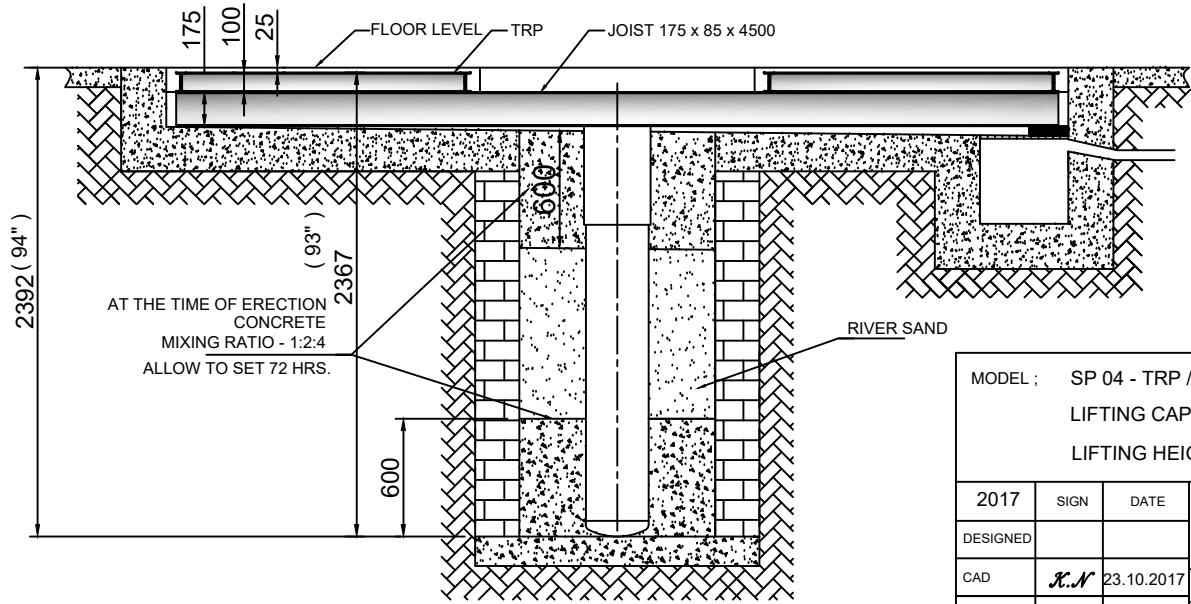 175
100
25
FLOOR LEVEL
TRP
JOIST 175 x 85 x 4500
2392 ( 94" )
2367
( 93" )
600
AT THE TIME OF ERECTION
CONCRETE
MIXING RATIO - 1:2:4
ALLOW TO SET 72 HRS.
RIVER SAND
600
MODEL ; SP 04 - TRP /
LIFTING CAP
LIFTING HEIG
2017 SIGN DATE
DESIGNED
CAD K.N 23.10.2017